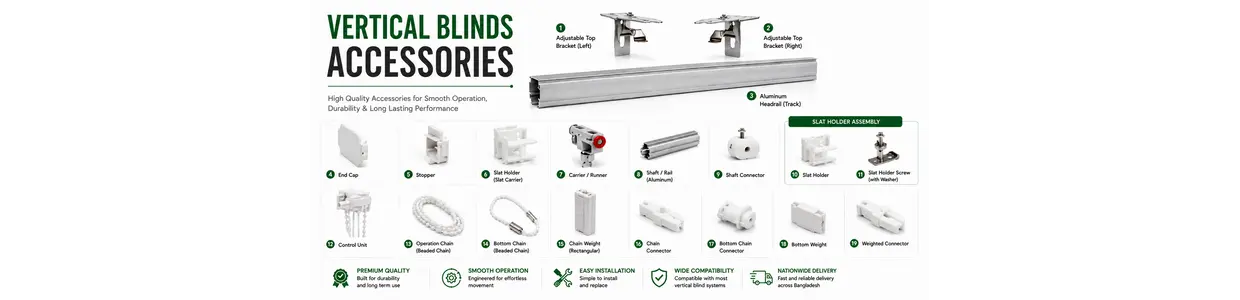 VERTICAL BLINDS
ACCESSORIES
High Quality Accessories for Smooth Operation,
Durability & Long Lasting Performance
1
Adjustable Top
Bracket (Left)
2
Adjustable Top
Bracket (Right)
3
Aluminum
Headrail (Track)
4 End Cap
5 Stopper
6 Slat Holder
(Slat Carrier)
7 Carrier / Runner
8 Shaft / Rail
(Aluminum)
9 Shaft Connector
SLAT HOLDER ASSEMBLY
10 Slat Holder
11 Slat Holder Screw
(with Washer)
12 Control Unit
13 Operation Chain
(Beaded Chain)
14 Bottom Chain
(Beaded Chain)
15 Chain Weight
(Rectangular)
16 Chain
Connector
17 Bottom Chain
Connector
18 Bottom Weight
19 Weighted Connector
PREMIUM QUALITY
Built for durability
and long term use
SMOOTH OPERATION
Engineered for effortless
movement
EASY INSTALLATION
Simple to install
and replace
WIDE COMPATIBILITY
Compatible with most
vertical blind systems
NATIONWIDE DELIVERY
Fast and reliable delivery
across Bangladesh